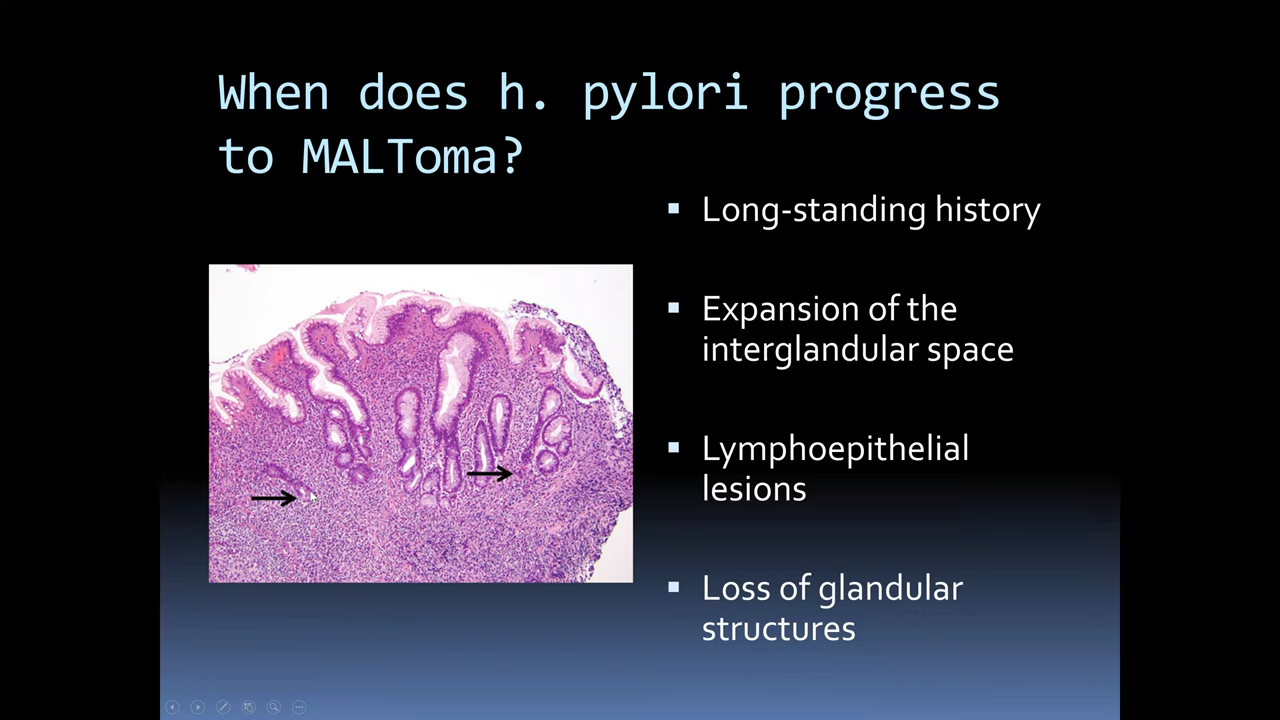 When does h. pylori progress
to MALToma?
Long-standing history
Expansion of the
interglandular space
Lymphoepithelial
lesions
Loss of glandular
structures